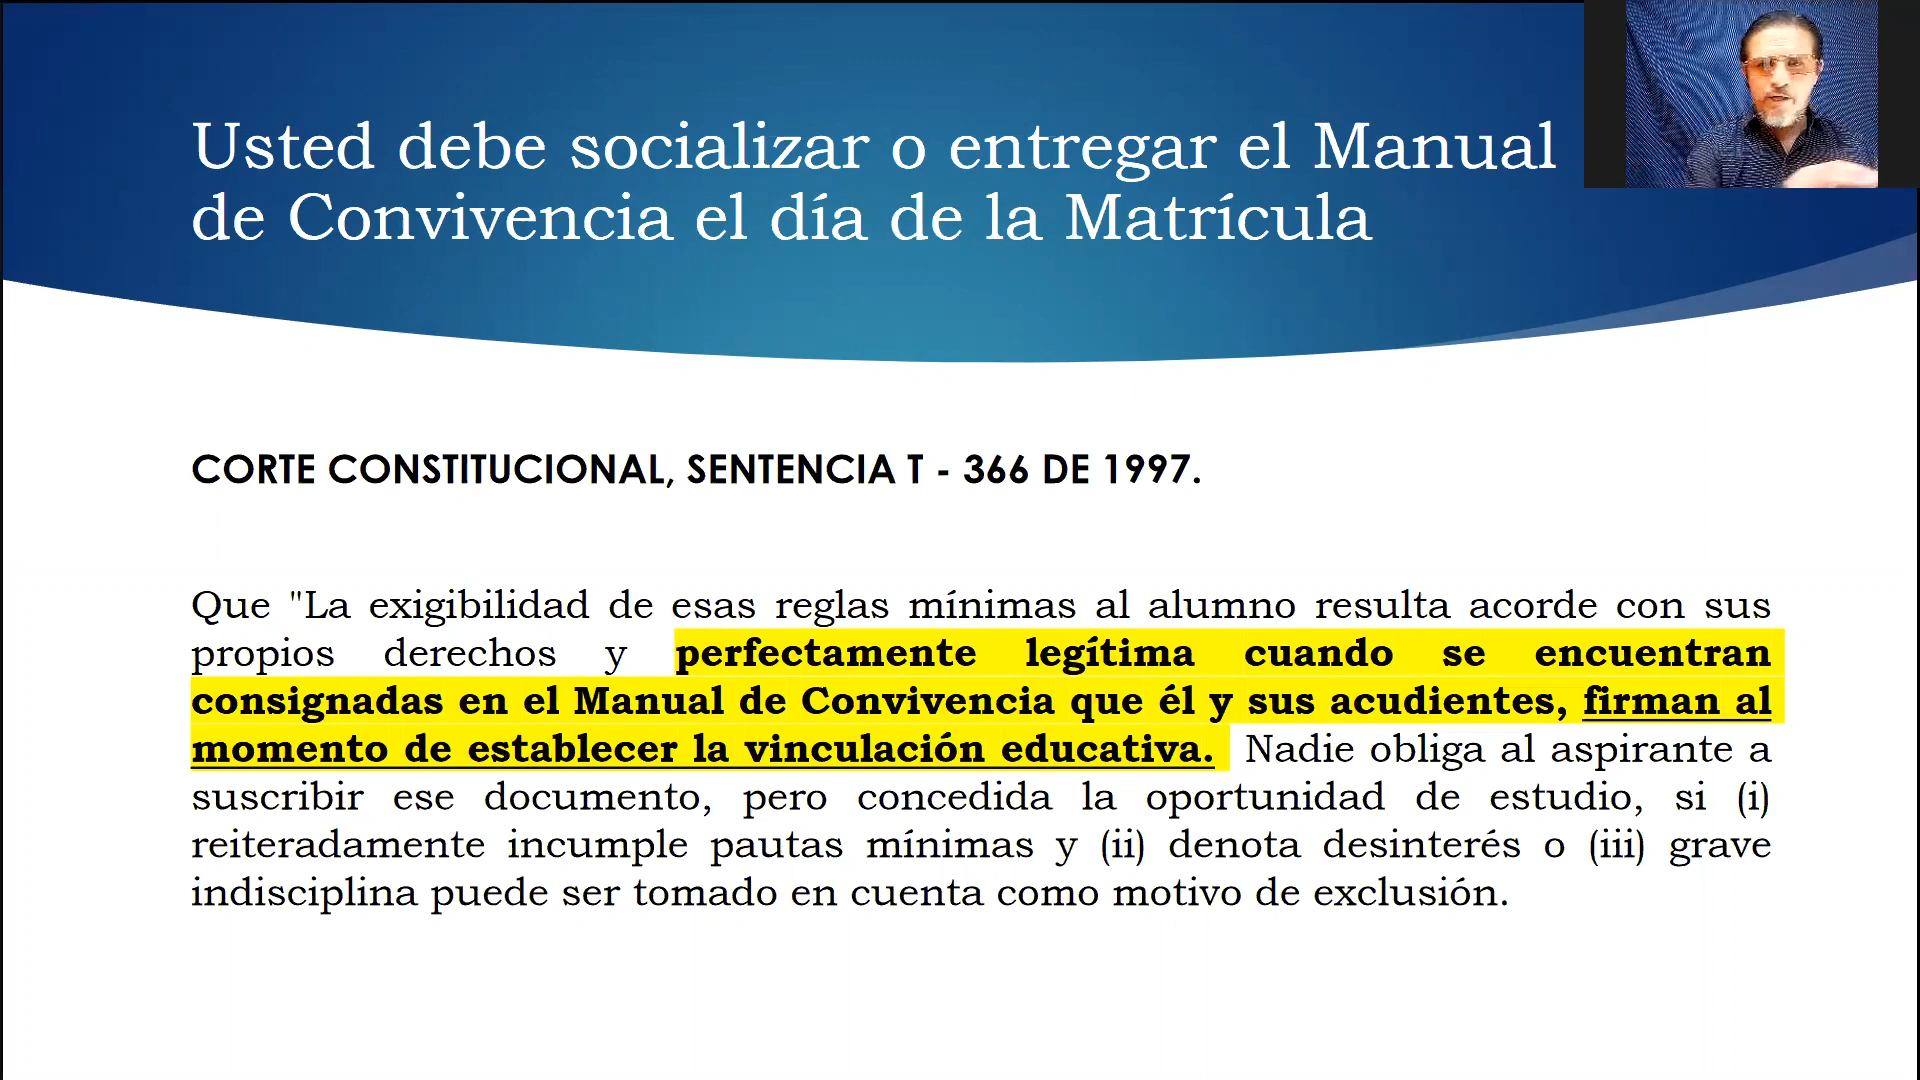 Usted debe socializar o entregar el Manual
de Convivencia el día de la Matrícula
CORTE CONSTITUCIONAL, SENTENCIA T - 366 DE 1997.
Que "La exigibilidad de esas reglas mínimas al alumno resulta acorde con sus
propios derechos y perfectamente legítima cuando se encuentran
consignadas en el Manual de Convivencia que él y sus acudientes, firman al
momento de establecer la vinculación educativa. Nadie obliga al aspirante a
suscribir ese documento, pero concedida la oportunidad de estudio, si (i)
reiteradamente incumple pautas mínimas y (ii) denota desinterés o (iii) grave
indisciplina puede ser tomado en cuenta como motivo de exclusión.